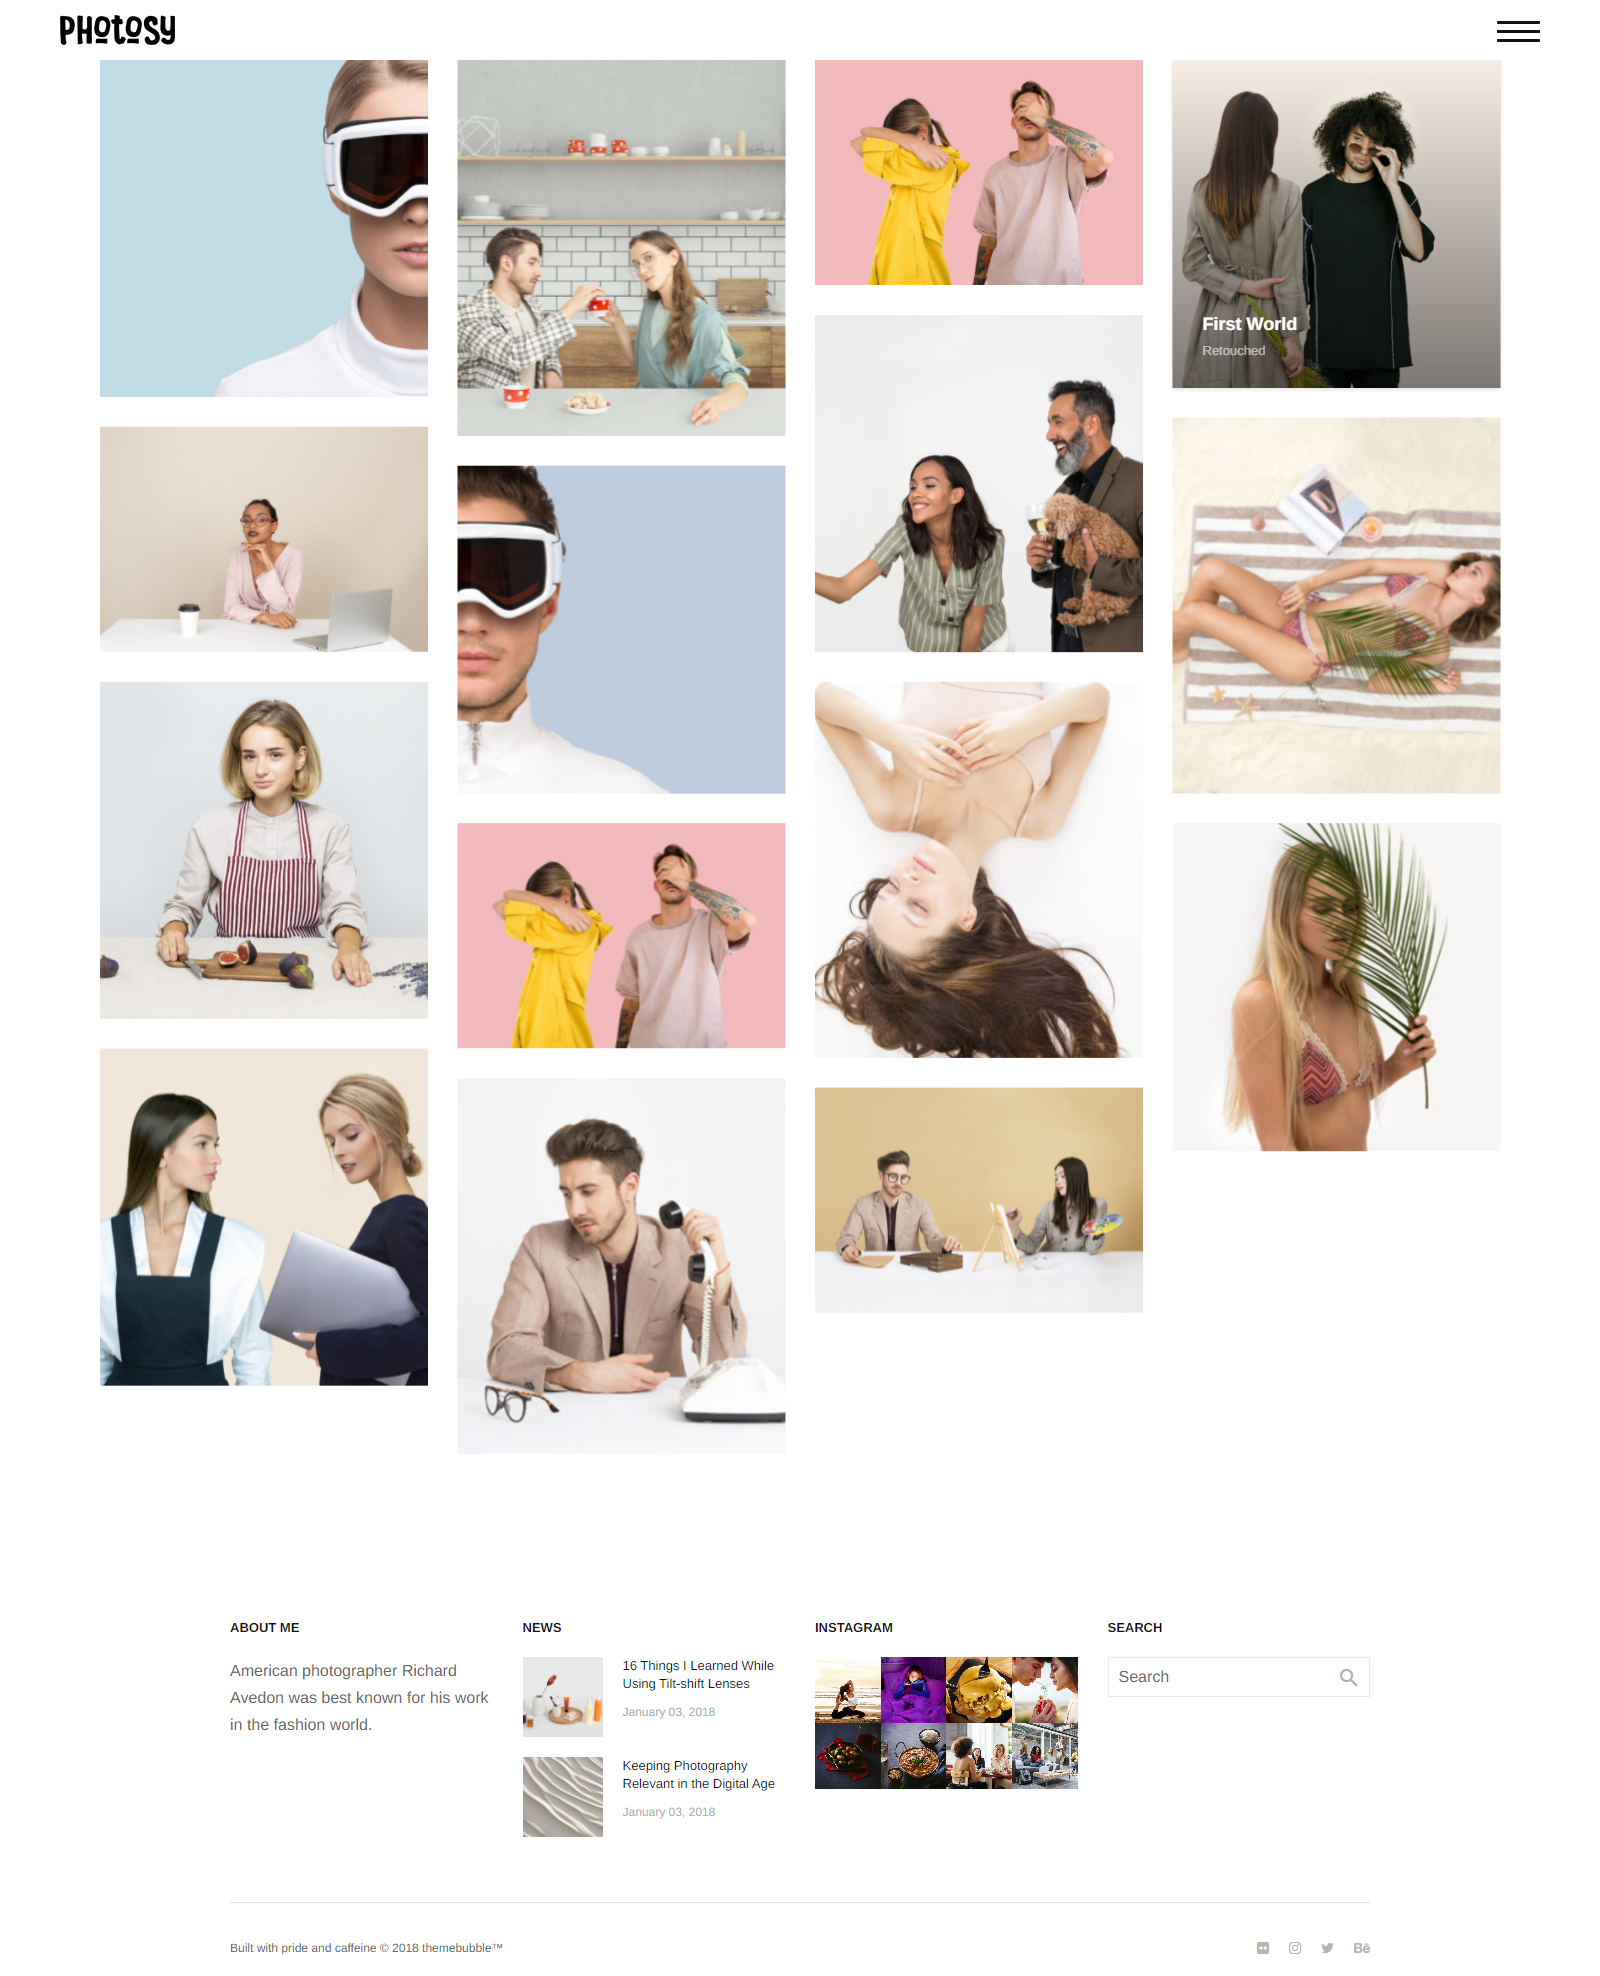 PHOTOSY
First World
Retouched
ABOUT ME
American photographer Richard
Avedon was best known for his work
in the fashion world.
NEWS
16 Things I Learned While
Using Tilt-shift Lenses
January 03, 2018
Keeping Photography
Relevant in the Digital Age
January 03, 2018
INSTAGRAM
SEARCH
Search
Built with pride and caffeine © 2018 themebubble™
Bē